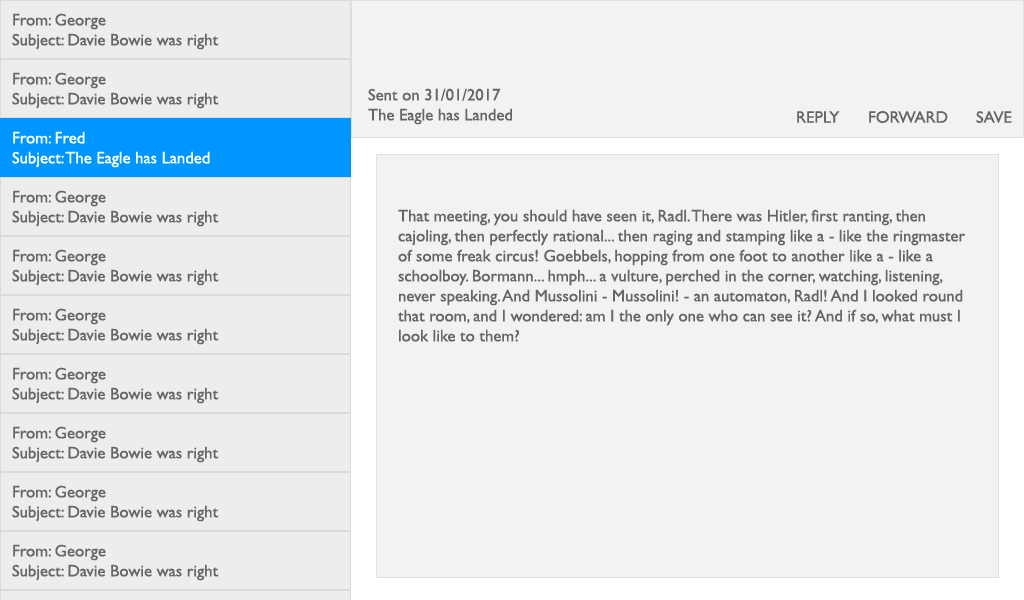 From: George
Subject: Davie Bowie was right
From: George
Subject: Davie Bowie was right
From: Fred
Subject: The Eagle has Landed
From: George
Subject: Davie Bowie was right
From: George
Subject: Davie Bowie was right
From: George
Subject: Davie Bowie was right
From: George
Subject: Davie Bowie was right
From: George
Subject: Davie Bowie was right
From: George
Subject: Davie Bowie was right
From: George
Subject: Davie Bowie was right
Sent on 31/01/2017
The Eagle has Landed
REPLY FORWARD SAVE
That meeting, you should have seen it, Radl. There was Hitler, first ranting, then
cajoling, then perfectly rational... then raging and stamping like a - like the ringmaster
of some freak circus! Goebbels, hopping from one foot to another like a - like a
schoolboy. Bormann... hmph... a vulture, perched in the corner, watching, listening,
never speaking. And Mussolini - Mussolini! - an automaton, Radl! And I looked round
that room, and I wondered: am I the only one who can see it? And if so, what must I
look like to them?